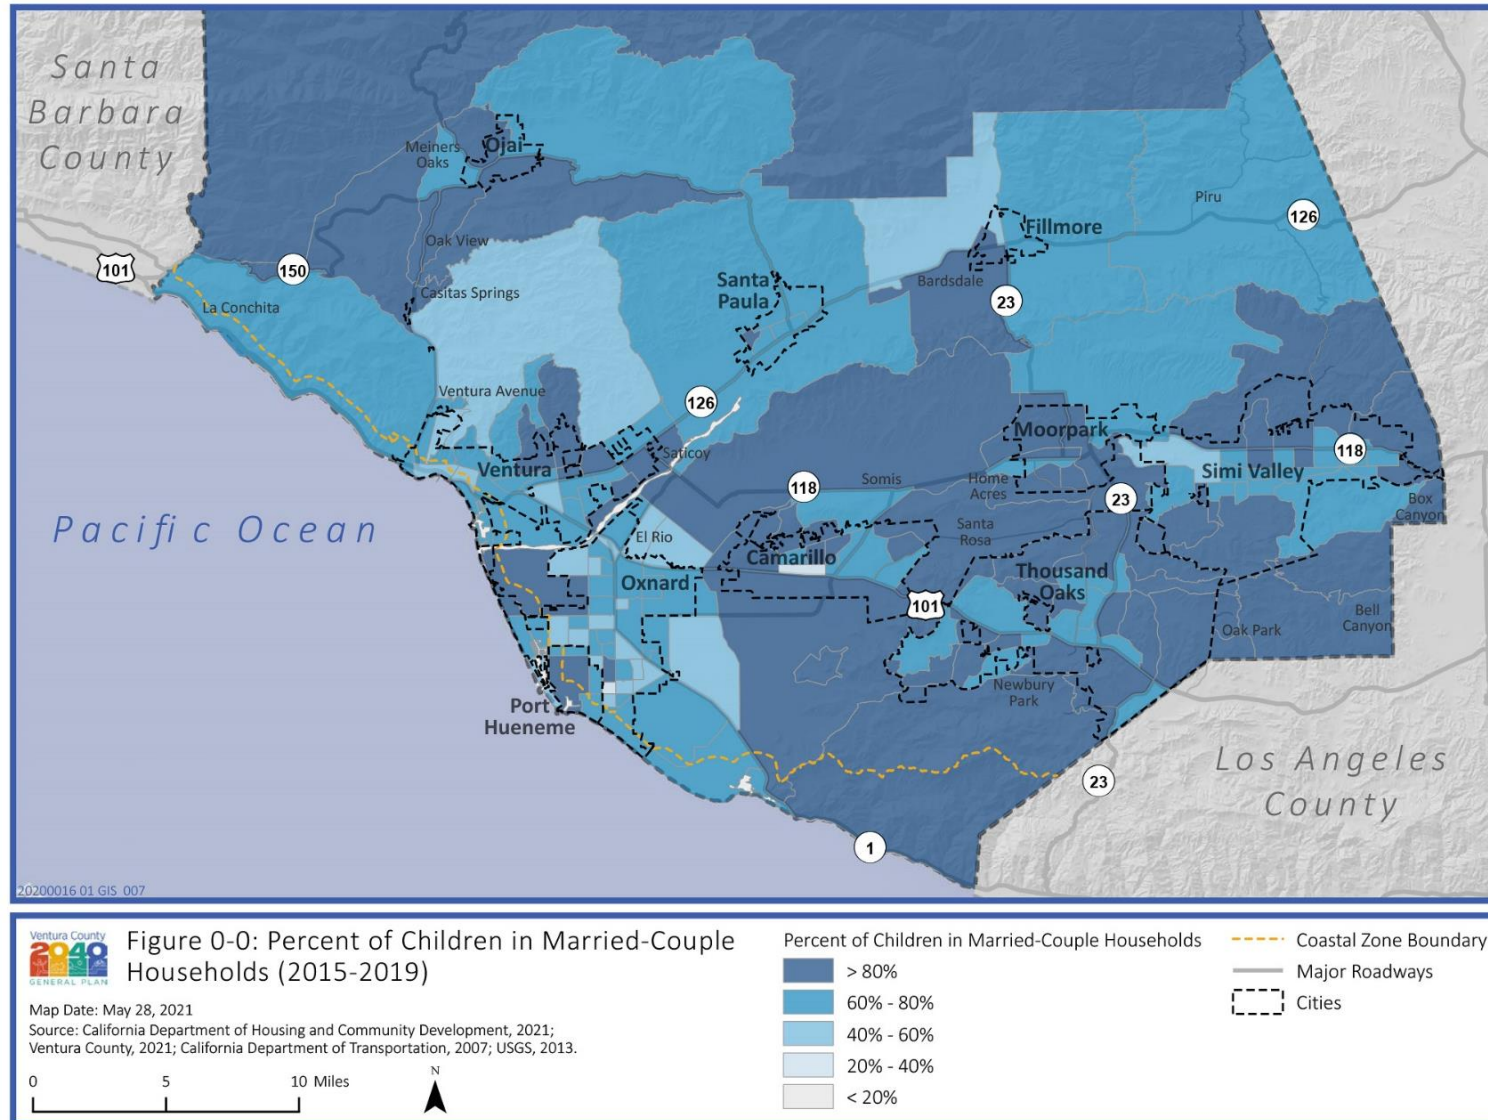 Santa
Barbara
County
Meiners
Oaks
Ojai
Piru
126
Fillmore
Oak View
101
150
Santa
Paula
Bardsdale
Casitas Springs
23
La Conchita
Ventura Avenue
126
Moorpark
118
Ventura
Saticoy
Simi Valley
118
Somis
Home
Acres
23
Box
Canyon
Pacific Ocean
El Rio
Santa
Rosa
Camarillo
Oxnard
Thousand
Oaks
101
Bell
Canyon
Oak Park
Newbury
Park
Port
Hueneme
Los Angeles
County
23
1
20200016 01 GIS 007
Ventura County
2040
GENERAL PLAN
Figure 0-0: Percent of Children in Married-Couple
Households (2015-2019)
Map Date: May 28, 2021
Source: California Department of Housing and Community Development, 2021;
Ventura County, 2021; California Department of Transportation, 2007; USGS, 2013.
0 5 10 Miles
N
Percent of Children in Married-Couple Households
> 80%
60% - 80%
40% - 60%
20% - 40%
< 20%
Coastal Zone Boundary
Major Roadways
Cities